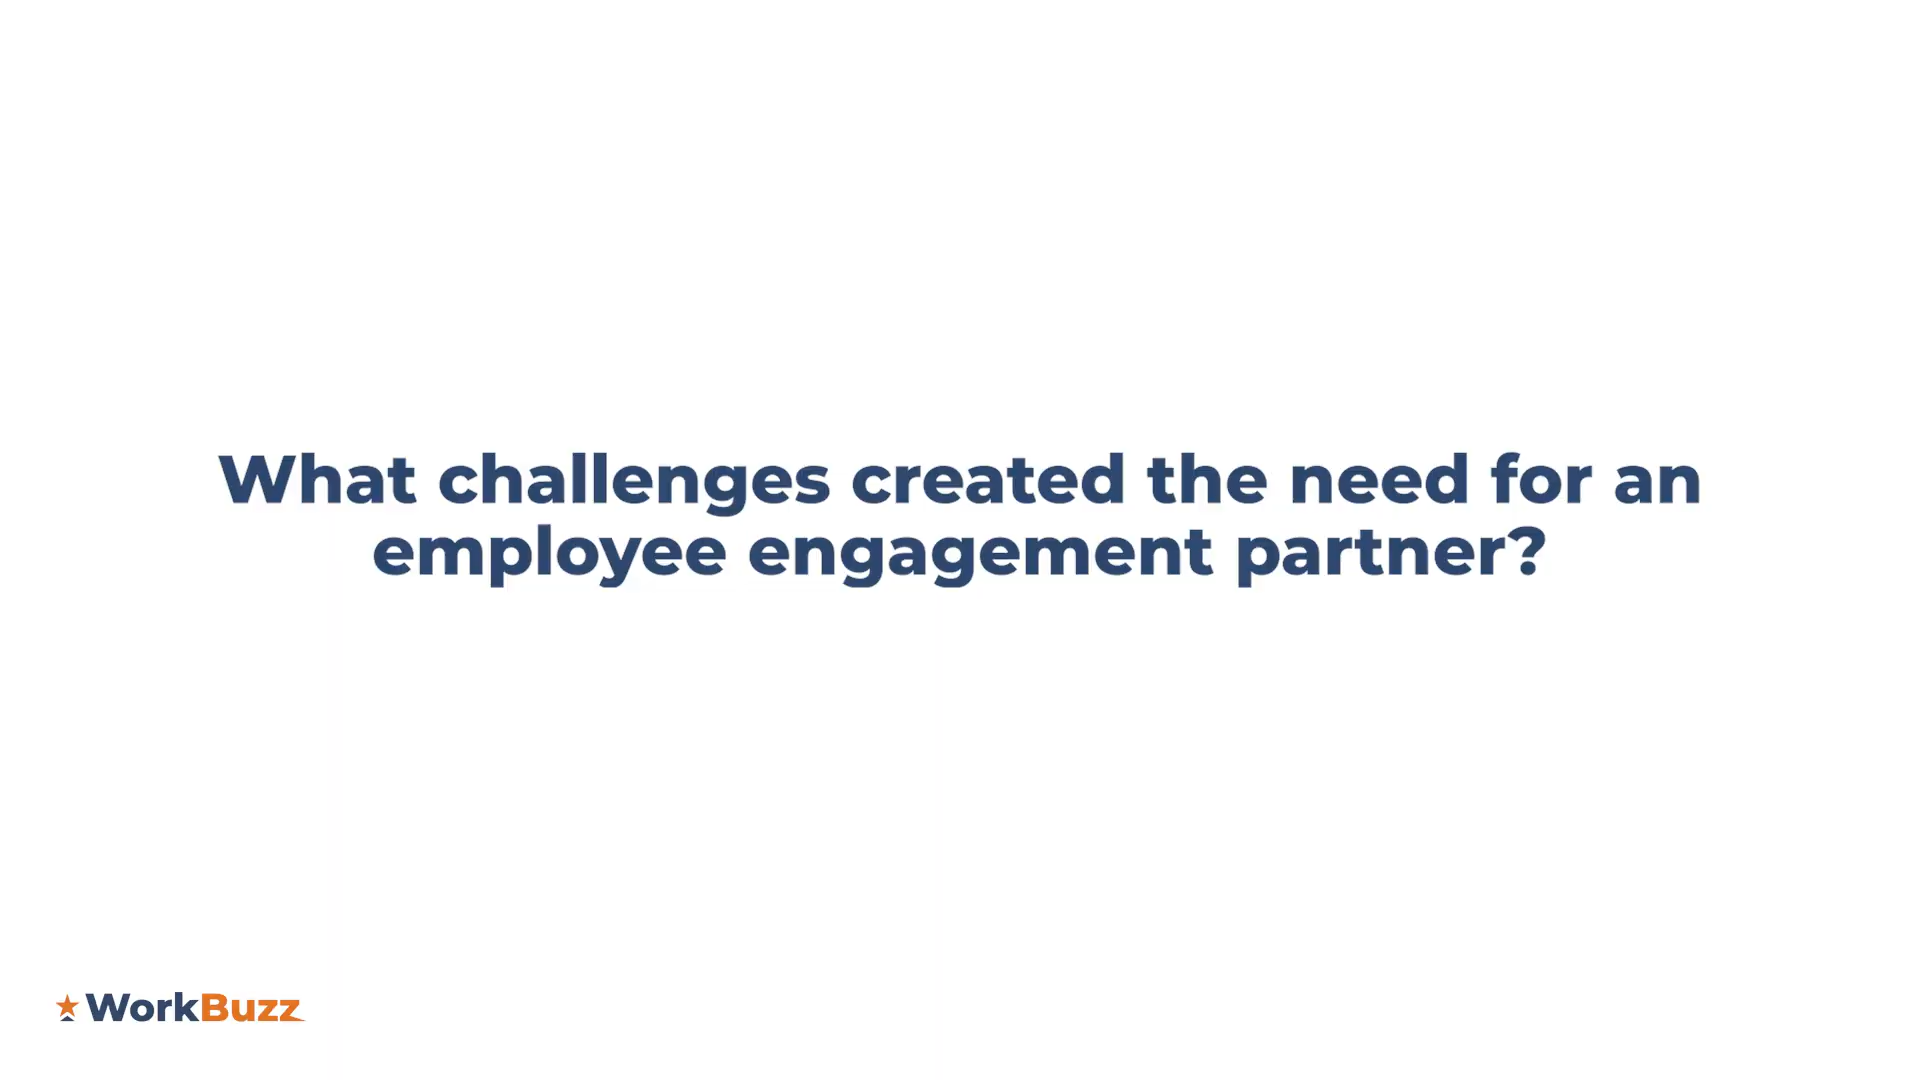 What challenges created the need for an
employee engagement partner?
WorkBuzz